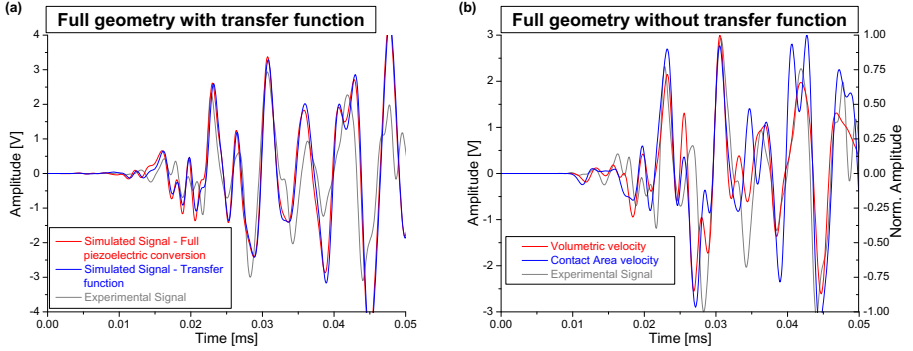 (a)
Full geometry with transfer function
4
3
2
1
0
-1
-2
-3
-4
Amplitude [V]
Simulated Signal - Full
piezoelectric conversion
Simulated Signal - Transfer
function
Experimental Signal
0.00
0.01
0.02
0.03
0.04
0.05
Time [ms]
(b)
Full geometry without transfer function
3
2
1
0
-1
-2
-3
Amplitude [V]
1.00
0.75
0.50
0.25
0.00
-0.25
-0.50
-0.75
-1.00
Norm. Amplitude
Volumetric velocity
Contact Area velocity
Experimental Signal
0.00
0.01
0.02
0.03
0.04
0.05
Time [ms]